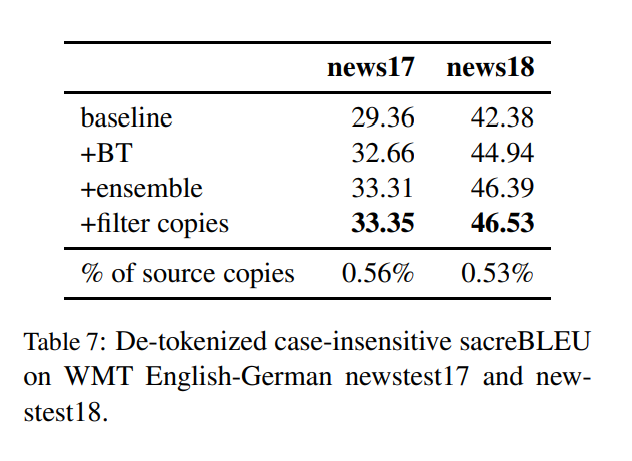 news17 news18
baseline 29.36 42.38
+BT 32.66 44.94
+ensemble 33.31 46.39
+filter copies 33.35 46.53
% of source copies 0.56% 0.53%
Table 7: De-tokenized case-insensitive sacreBLEU
on WMT English-German newstest17 and new-
stest18.